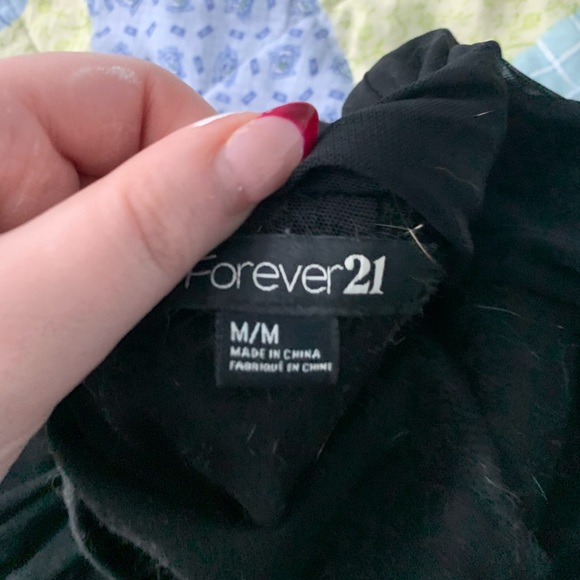 Forever21
M/M
MADE IN CHINA
FABRIQUÉ EN CHINE